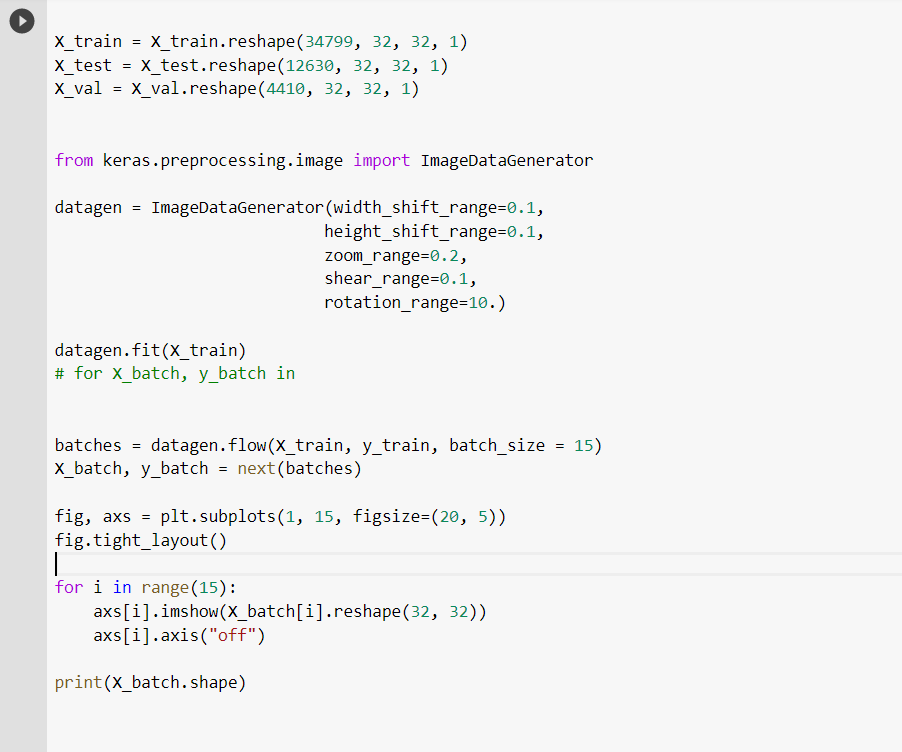 X_train = X_train.reshape(34799, 32, 32, 1)
X_test = X_test.reshape(12630, 32, 32, 1)
X_val = X_val.reshape(4410, 32, 32, 1)
from keras.preprocessing.image import ImageDataGenerator
datagen = ImageDataGenerator(width_shift_range=0.1,
height_shift_range=0.1,
zoom_range=0.2,
shear_range=0.1,
rotation_range=10.)
datagen.fit(X_train)
# for X_batch, y_batch in
batches = datagen.flow(X_train, y_train, batch_size = 15)
X_batch, y_batch = next(batches)
fig, axs = plt.subplots(1, 15, figsize=(20, 5))
fig.tight_layout()
for i in range(15):
    axs[i].imshow(X_batch[i].reshape(32, 32))
    axs[i].axis("off")
print(X_batch.shape)